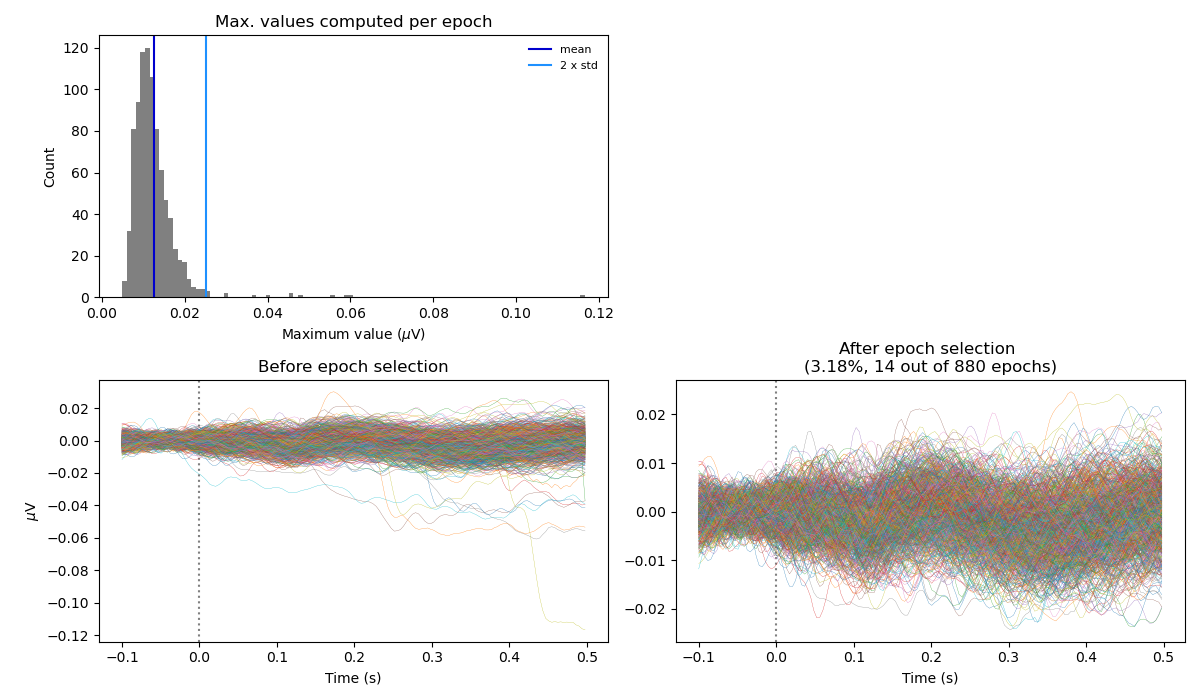 Max. values computed per epoch
120
100
80
60
40
20
0
Count
mean
2 x std
0.00 0.02 0.04 0.06 0.08 0.10 0.12
Maximum value (μV)
Before epoch selection
0.02
0.00
−0.02
−0.04
−0.06
−0.08
−0.10
−0.12
μV
−0.1 0.0 0.1 0.2 0.3 0.4 0.5
Time (s)
After epoch selection
(3.18%, 14 out of 880 epochs)
0.02
0.01
0.00
−0.01
−0.02
−0.1 0.0 0.1 0.2 0.3 0.4 0.5
Time (s)